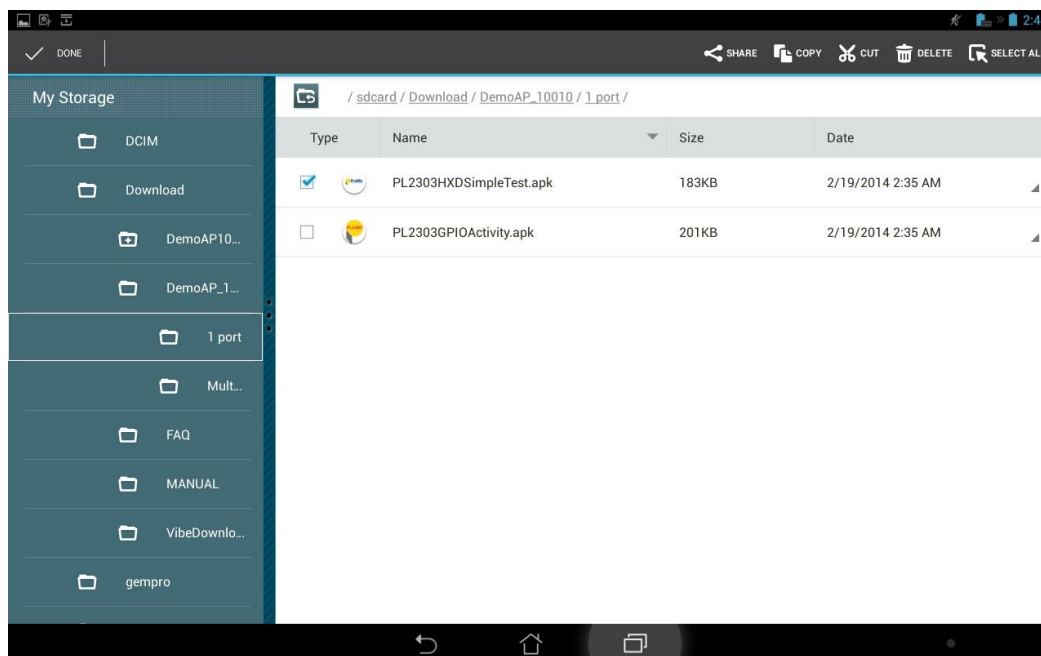 2:4
DONE
SHARE COPY CUT DELETE SELECT AL
My Storage
/ sdcard / Download / DemoAP_10010 / 1 port /
DCIM
Download
DemoAP10...
DemoAP_1...
1 port
Mult...
FAQ
MANUAL
VibeDownlo...
gempro
Type Name Size Date
PL2303HXDSimpleTest.apk 183KB 2/19/2014 2:35 AM
PL2303GPIOActivity.apk 201KB 2/19/2014 2:35 AM